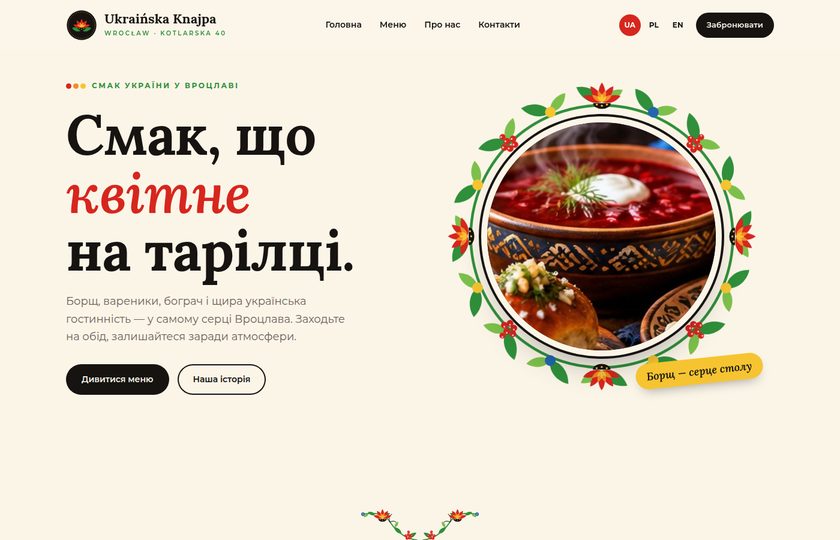 Ukraińska Knajpa
WROCŁAW · KOTLARSKA 40
Головна
Меню
Про нас
Контакти
UA
PL
EN
Забронювати
СМАК УКРАЇНИ У ВРОЦЛАВІ
Смак, що
квітне
на тарілці.
Борщ, вареники, бограч і щира українська
гостинність — у самому серці Вроцлава. Заходьте
на обід, залишайтеся заради атмосфери.
Дивитися меню
Наша історія
Борщ — серце столу